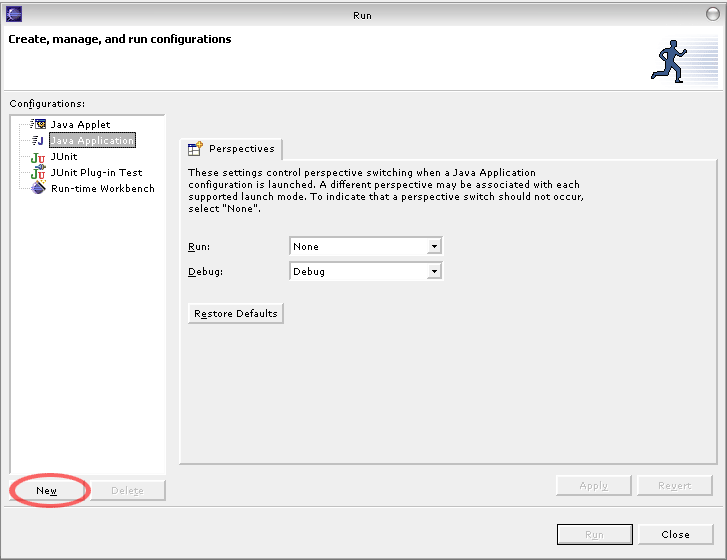 Run
Create, manage, and run configurations
Configurations:
Java Applet
Java Application
JUnit
JUnit Plug-in Test
Run-time Workbench
Perspectives
These settings control perspective switching when a Java Application
configuration is launched. A different perspective may be associated with each
supported launch mode. To indicate that a perspective switch should not occur,
select "None".
Run: None
Debug: Debug
Restore Defaults
New Delete
Apply Revert
Run Close